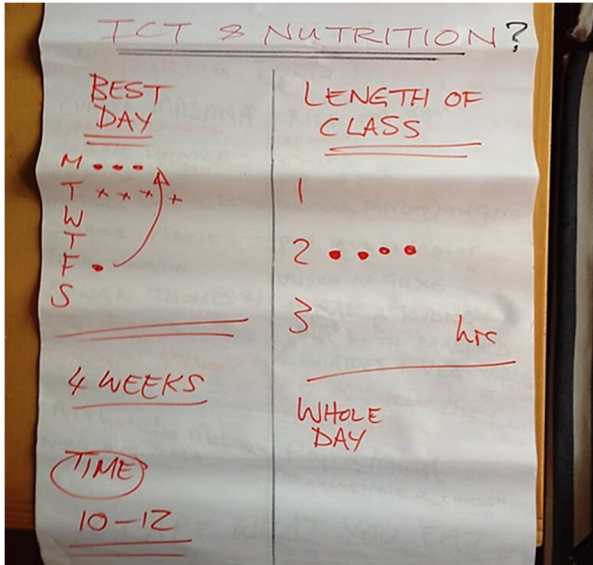 ICT & NUTRITION?
BEST
DAY
M
T x x x x
W
T
F
S
4 WEEKS
TIME
10-12
LENGTH OF
CLASS
1
2
3
hrs
WHOLE
DAY